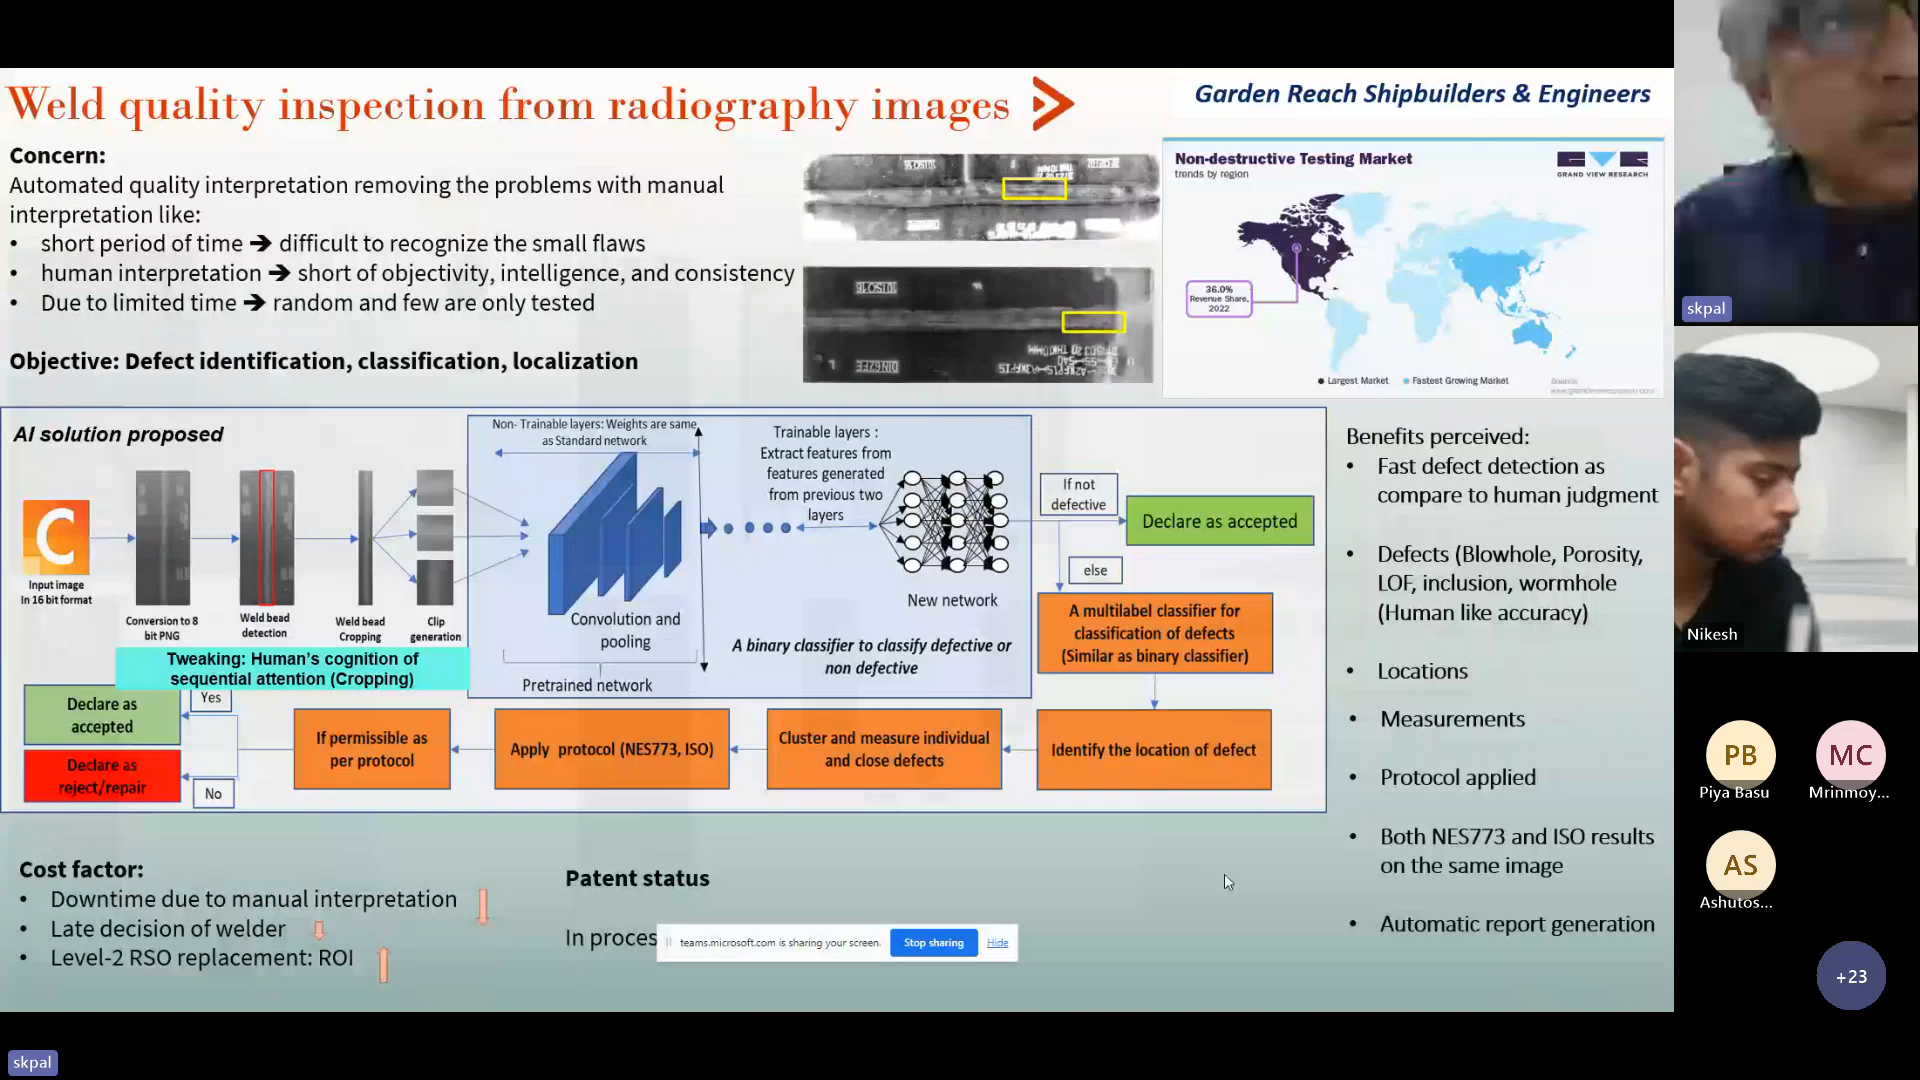 Weld quality inspection from radiography images
Garden Reach Shipbuilders & Engineers
Concern:
Automated quality interpretation removing the problems with manual
interpretation like:
• short period of time ➔ difficult to recognize the small flaws
• human interpretation ➔ short of objectivity, intelligence, and consistency
• Due to limited time ➔ random and few are only tested
Objective: Defect identification, classification, localization
Non-destructive Testing Market
trends by region
GRAND VIEW RESEARCH
36.0%
Revenue Share,
2022
Largest Market
Fastest Growing Market
AI solution proposed
C
Input image
In 16 bit format
Conversion to 8
bit PNG
Weld bead
detection
Weld bead
Cropping
Clip
generation
Tweaking: Human's cognition of
sequential attention (Cropping)
Non- Trainable layers: Weights are same
as Standard network
Convolution and
pooling
Pretrained network
Trainable layers :
Extract features from
features generated
from previous two
layers
New network
A binary classifier to classify defective or
non defective
If not
defective
Declare as accepted
else
A multilabel classifier for
classification of defects
(Similar as binary classifier)
Identify the location of defect
Cluster and measure individual
and close defects
Apply protocol (NES773, ISO)
If permissible as
per protocol
Yes
Declare as
accepted
Declare as
reject/repair
No
Benefits perceived:
• Fast defect detection as
compare to human judgment
• Defects (Blowhole, Porosity,
LOF, inclusion, wormhole
(Human like accuracy)
• Locations
• Measurements
• Protocol applied
• Both NES773 and ISO results
on the same image
• Automatic report generation
Cost factor:
• Downtime due to manual interpretation
• Late decision of welder
• Level-2 RSO replacement: ROI
Patent status
In proces
teams.microsoft.com is sharing your screen.
Stop sharing
Hide
skpal
Nikesh
PB
Piya Basu
MC
Mrinmoy...
AS
Ashutos...
+23
skpal